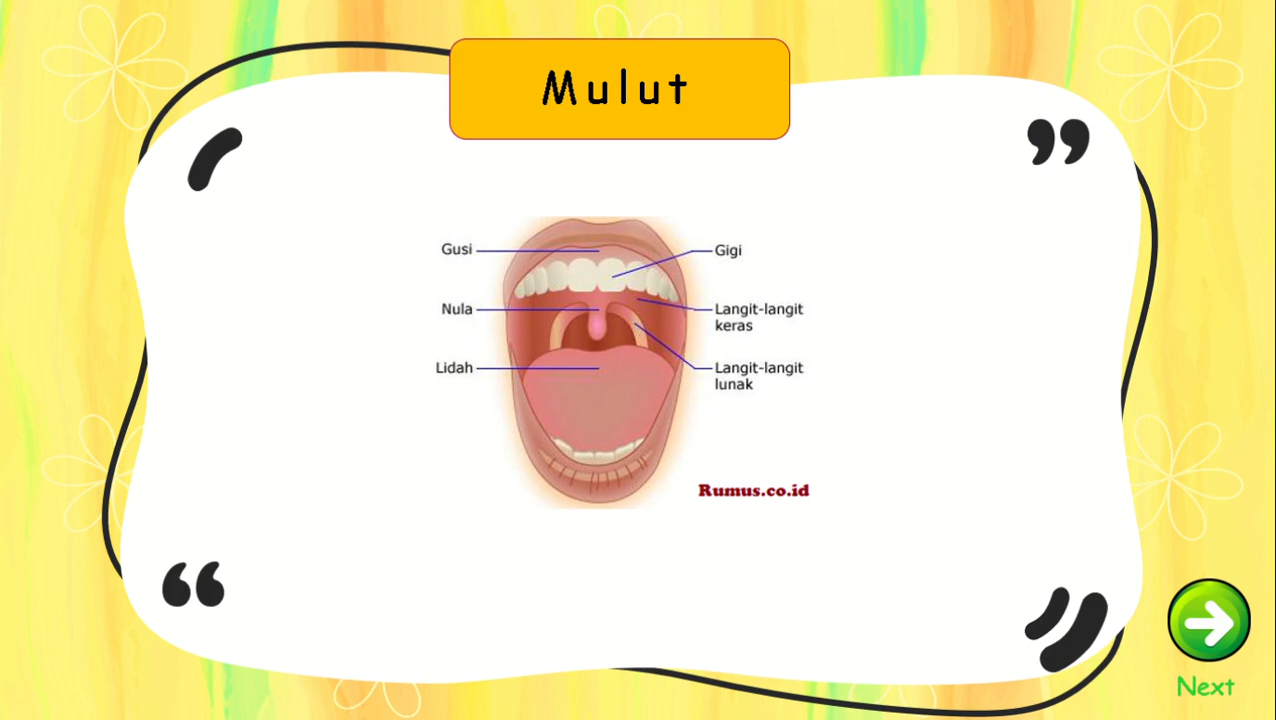 Mulut
Gusi
Gigi
Nula
Langit-langit
keras
Lidah
Langit-langit
lunak
Rumus.co.id
Next